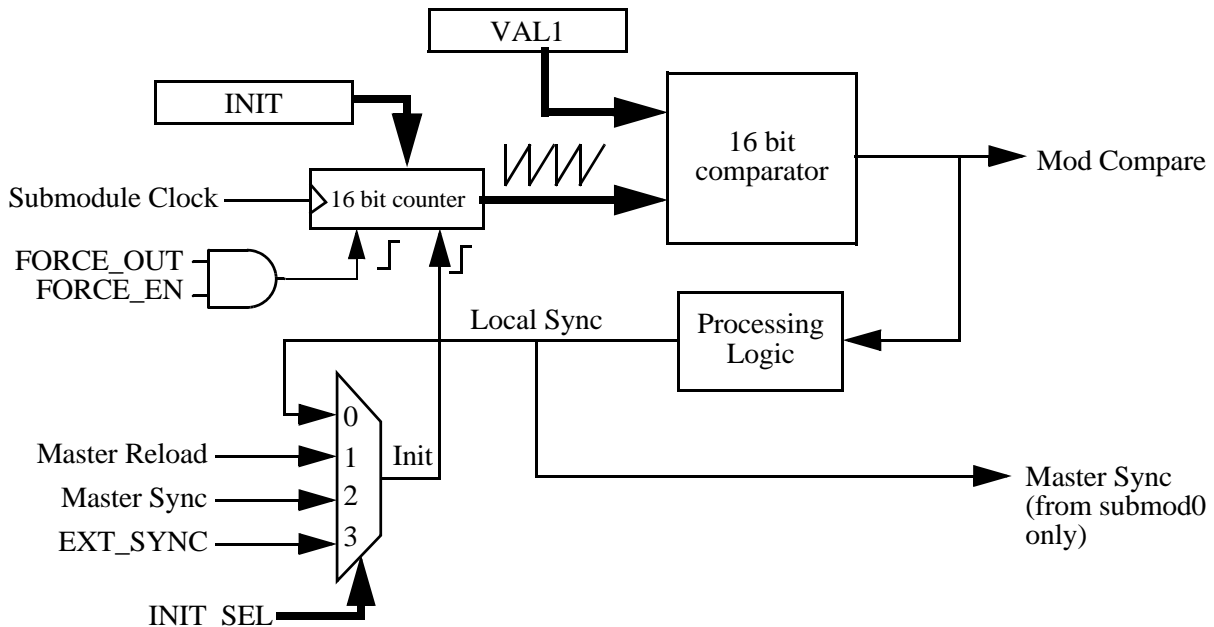 VAL1
INIT
16 bit
comparator
Mod Compare
Submodule Clock
16 bit counter
FORCE_OUT
FORCE_EN
Local Sync
Processing
Logic
0
Master Reload
1
Init
Master Sync
2
Master Sync
(from submod0
only)
EXT_SYNC
3
INIT_SEL